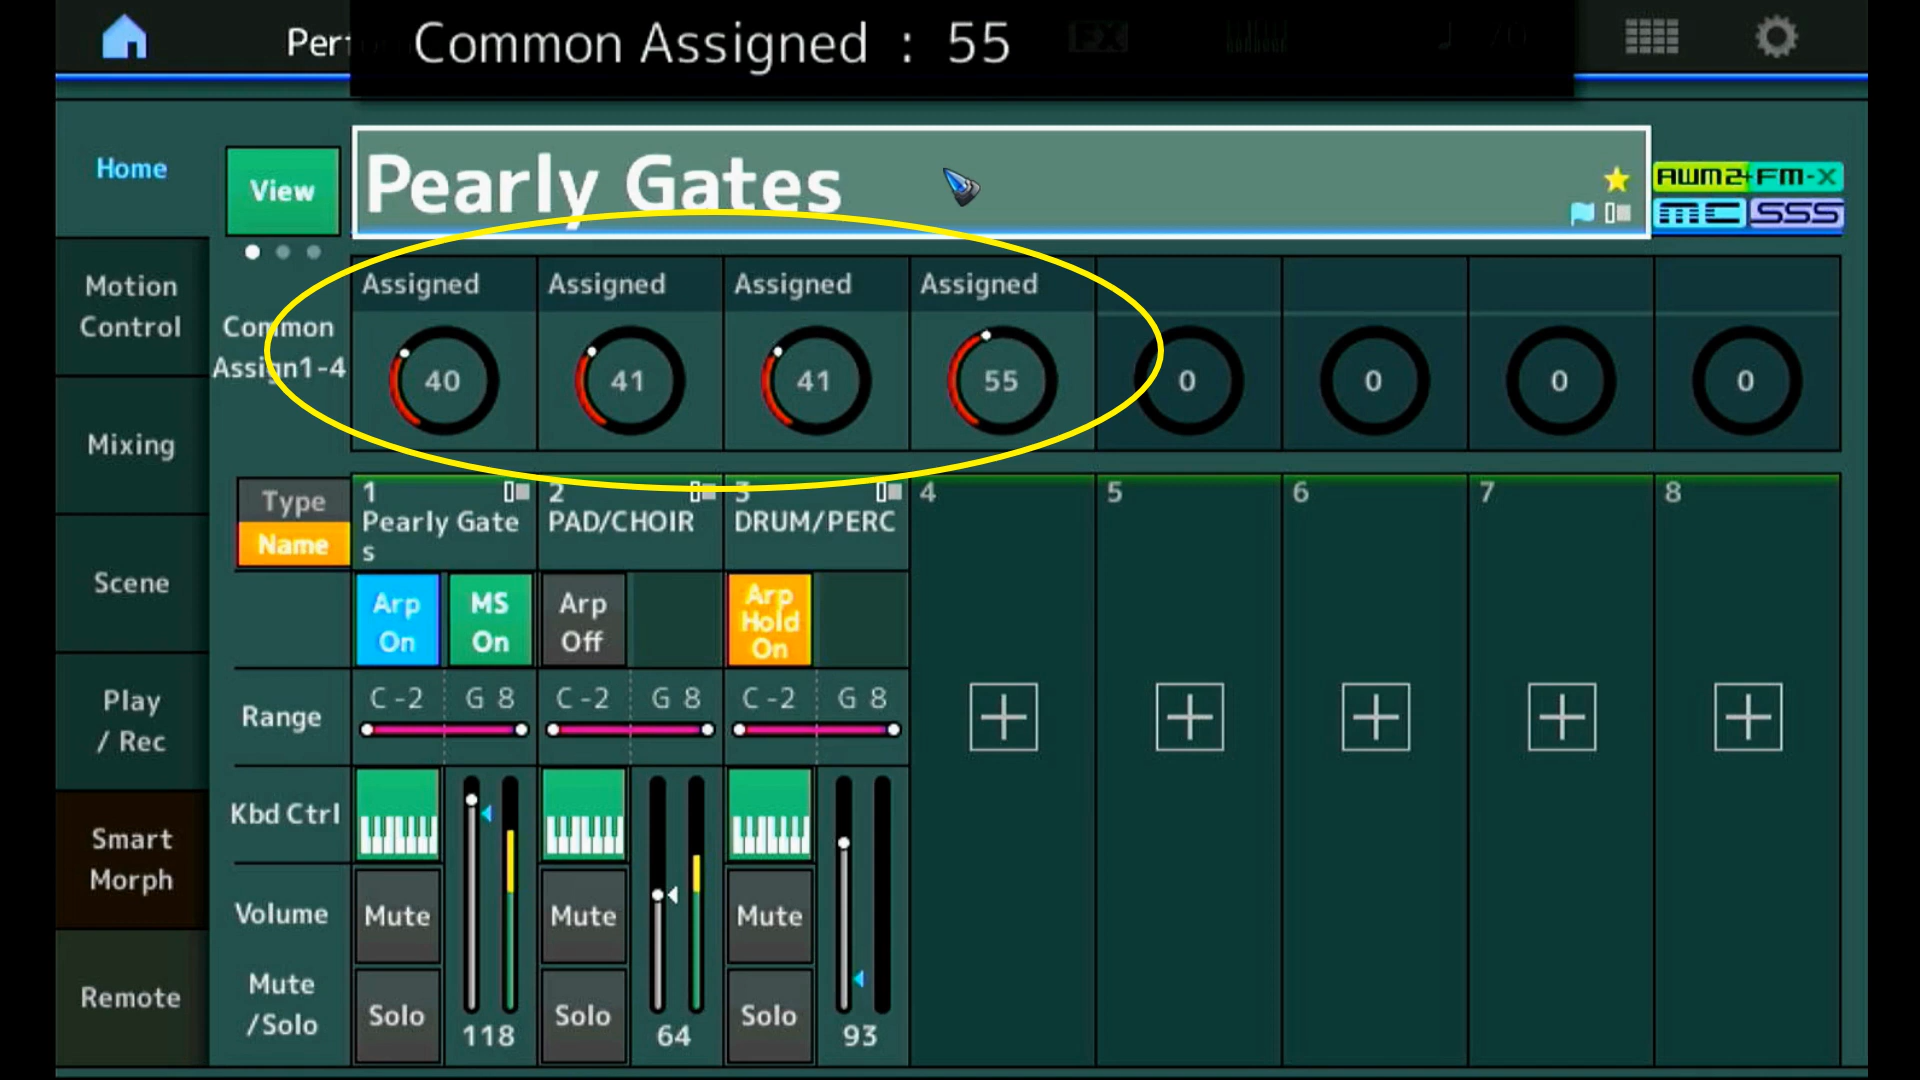 Per
Common Assigned : 55
Home
View
Pearly Gates
AWM2+FM-X
MC SSS
Motion
Control
Common
Assign1-4
Assigned
40
Assigned
41
Assigned
41
Assigned
55
0
0
0
0
Mixing
Scene
Play
/ Rec
Smart
Morph
Remote
Type
Name
1
Pearly Gate
s
2
PAD/CHOIR
3
DRUM/PERC
4
5
6
7
8
Arp
On
MS
On
Arp
Off
Arp
Hold
On
Range
C -2 G 8
C -2 G 8
C -2 G 8
Kbd Ctrl
Volume
Mute
Mute
Mute
Mute
/Solo
Solo
118
Solo
64
Solo
93